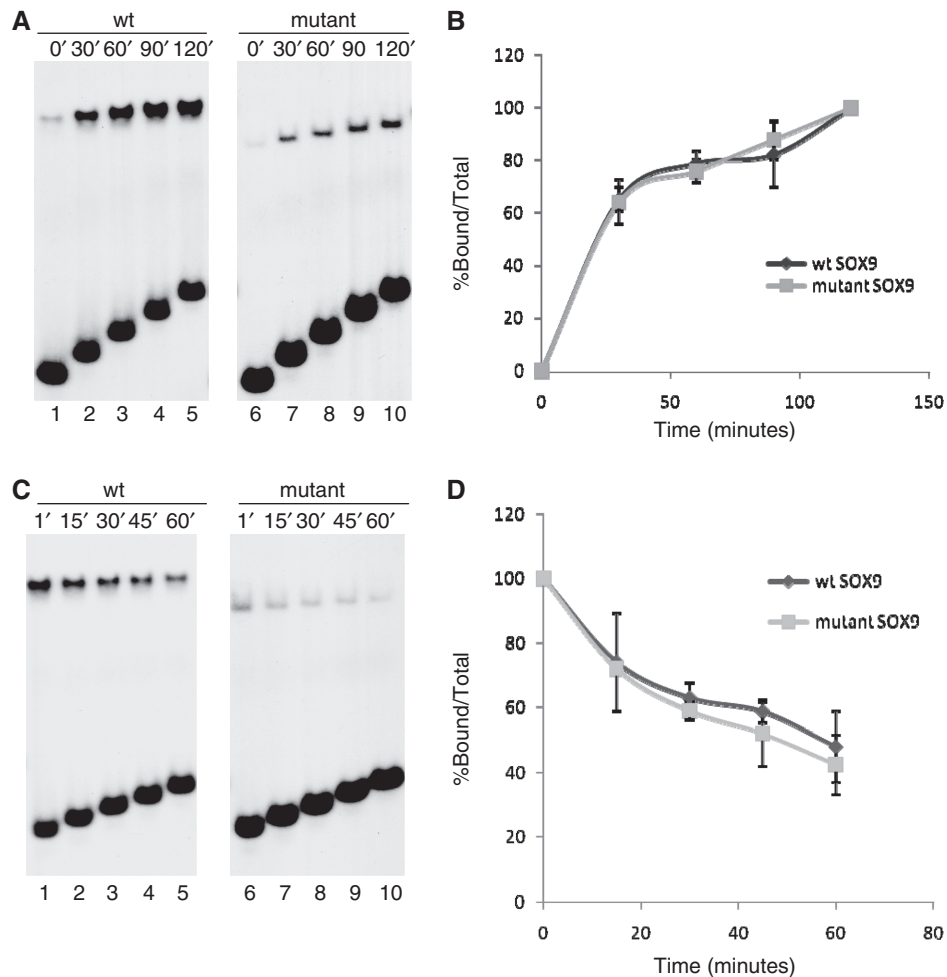 A
wt
mutant
0′ 30′ 60′ 90′ 120′
0′ 30′ 60′ 90 120′
1 2 3 4 5
6 7 8 9 10
B
120
100
80
60
40
20
0
%Bound/Total
wt SOX9
mutant SOX9
0 50 100 150
Time (minutes)
C
wt
mutant
1′ 15′ 30′ 45′ 60′
1′ 15′ 30′ 45′ 60′
1 2 3 4 5
6 7 8 9 10
D
120
100
80
60
40
20
0
%Bound/Total
wt SOX9
mutant SOX9
0 20 40 60 80
Time (minutes)